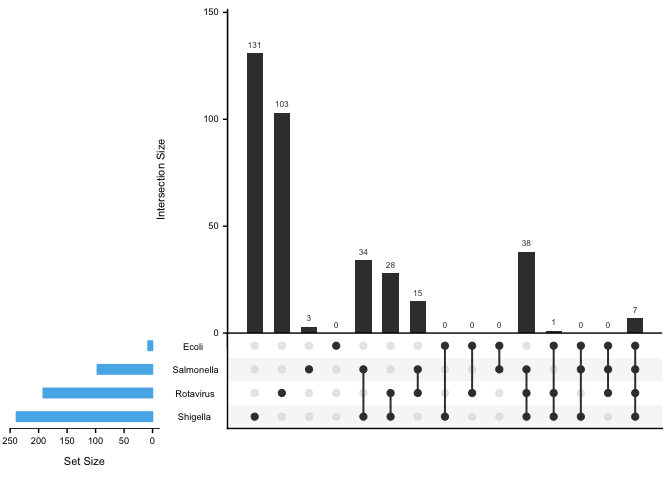 150
131
103
100
Intersection Size
50
38
34
28
15
7
3
0
0
0
0
1
0
0
0
Ecoli
Salmonella
Rotavirus
Shigella
250 200 150 100 50 0
Set Size